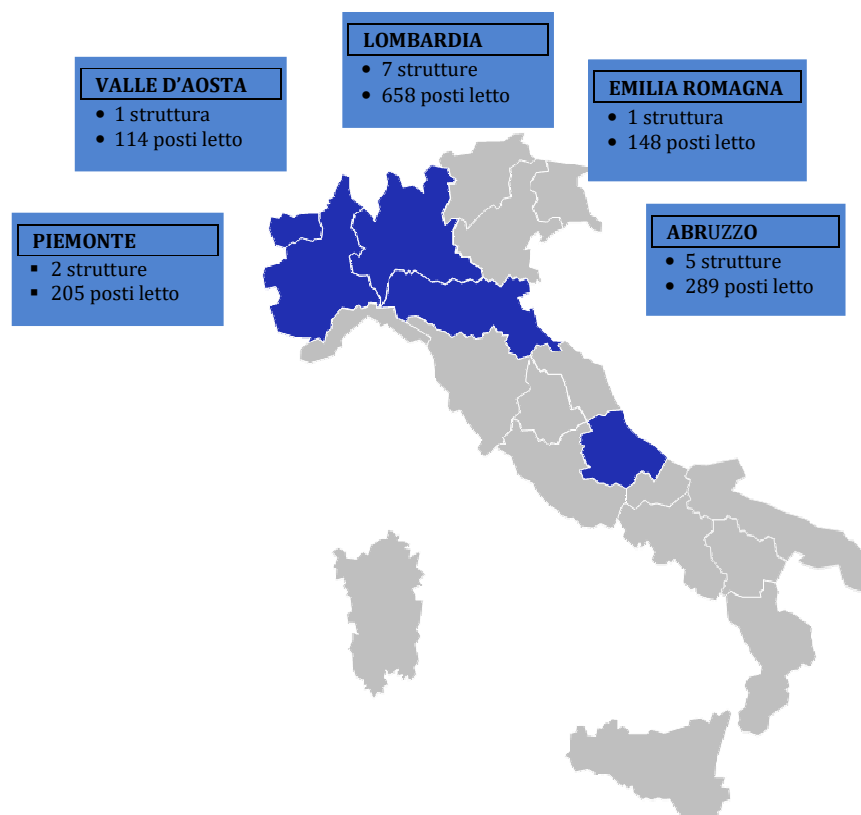 LOMBARDIA
• 7 strutture
• 658 posti letto
VALLE D'AOSTA
• 1 struttura
• 114 posti letto
EMILIA ROMAGNA
• 1 struttura
• 148 posti letto
PIEMONTE
▪ 2 strutture
▪ 205 posti letto
ABRUZZO
• 5 strutture
• 289 posti letto